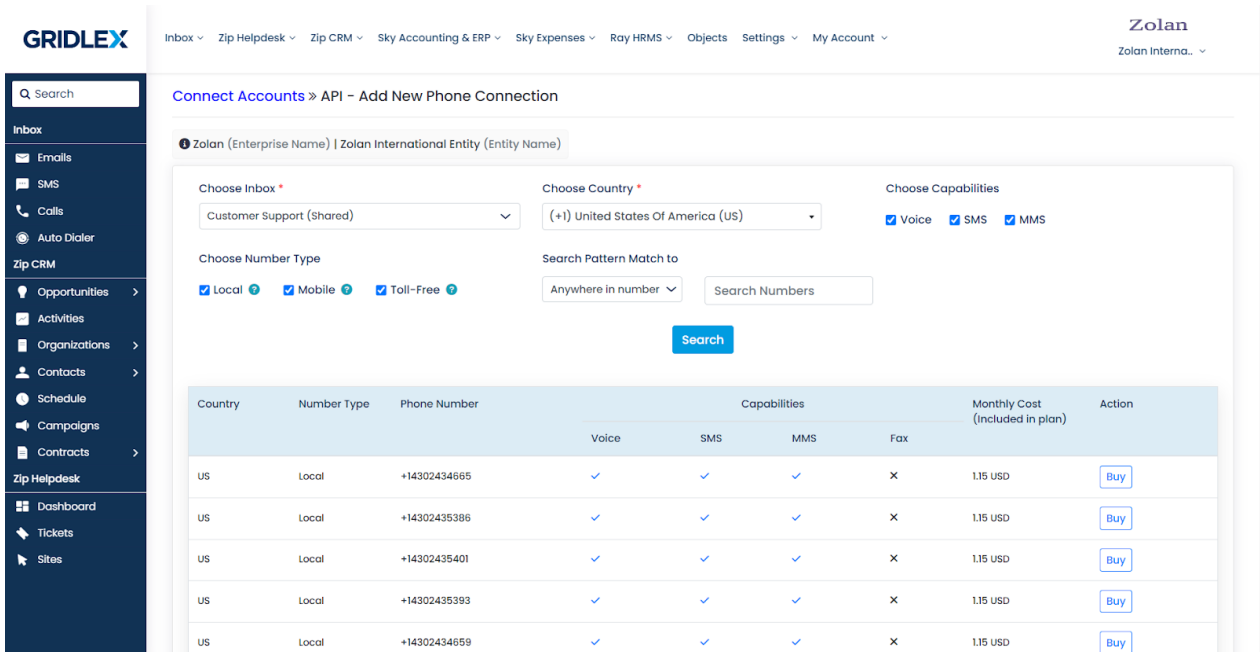 GRIDLEX
Inbox Zip Helpdesk Zip CRM Sky Accounting & ERP Sky Expenses Ray HRMS Objects Settings My Account
Zolan
Zolan Interna..
Search
Inbox
Emails
SMS
Calls
Auto Dialer
Zip CRM
Opportunities
Activities
Organizations
Contacts
Schedule
Campaigns
Contracts
Zip Helpdesk
Dashboard
Tickets
Sites
Connect Accounts » API - Add New Phone Connection
Zolan (Enterprise Name) | Zolan International Entity (Entity Name)
Choose Inbox * Choose Country * Choose Capabilities
Customer Support (Shared) (+1) United States Of America (US) Voice SMS MMS
Choose Number Type Search Pattern Match to
Local ? Mobile ? Toll-Free ? Anywhere in number Search Numbers
Search
Country Number Type Phone Number Capabilities Monthly Cost Action
(Included in plan)
Voice SMS MMS Fax
US Local +14302434665 ✓ ✓ ✓ ✕ 1.15 USD Buy
US Local +14302435386 ✓ ✓ ✓ ✕ 1.15 USD Buy
US Local +14302435401 ✓ ✓ ✓ ✕ 1.15 USD Buy
US Local +14302435393 ✓ ✓ ✓ ✕ 1.15 USD Buy
US Local +14302434659 ✓ ✓ ✓ ✕ 1.15 USD Buy